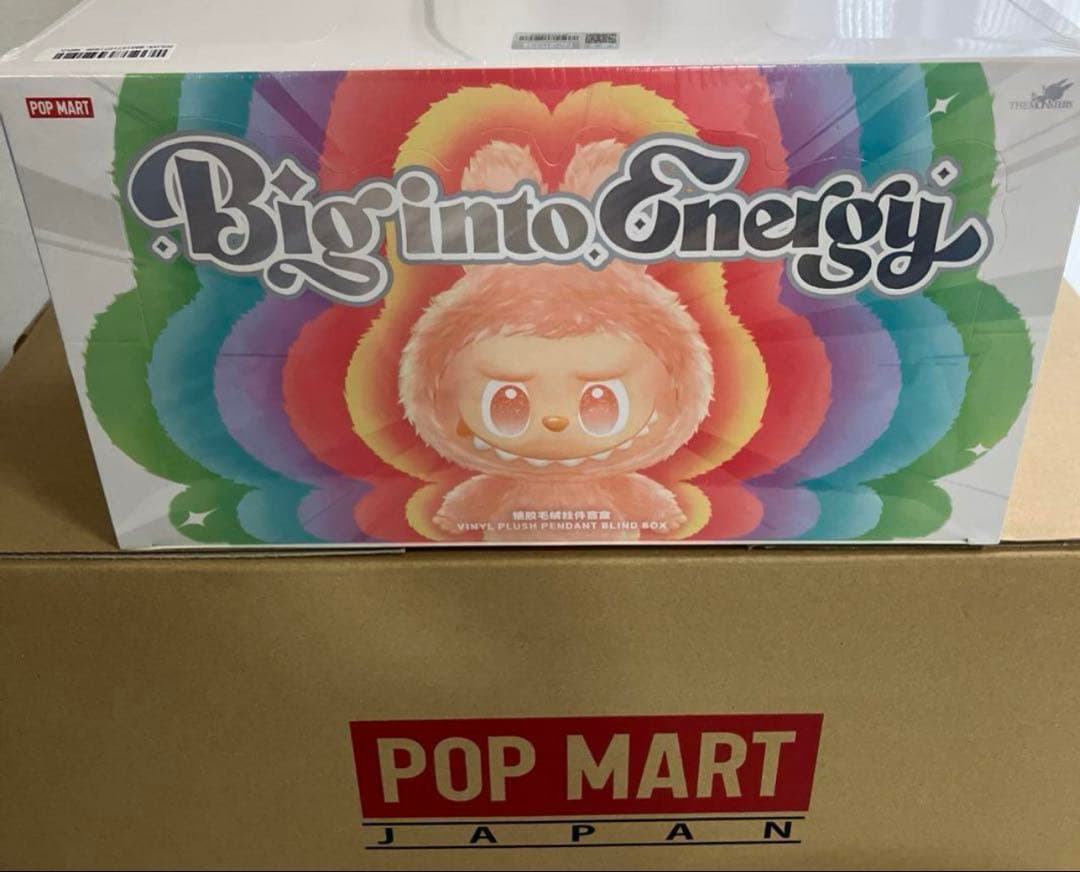 POP MART
THE MONSTERS
Big into Energy
搪胶毛绒挂件盲盒
VINYL PLUSH PENDANT BLIND BOX
POP MART
JAPAN